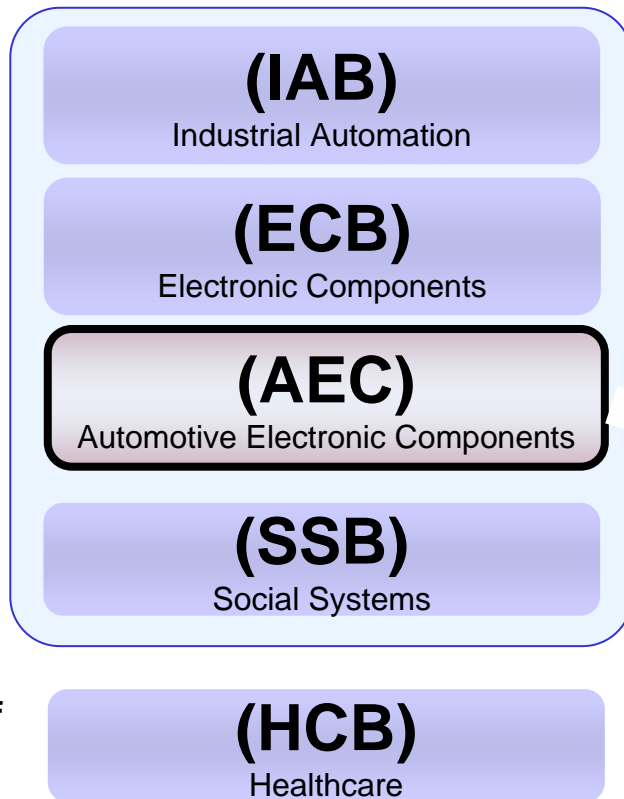 (IAB)
Industrial Automation
(ECB)
Electronic Components
(AEC)
Automotive Electronic Components
(SSB)
Social Systems
(HCB)
Healthcare